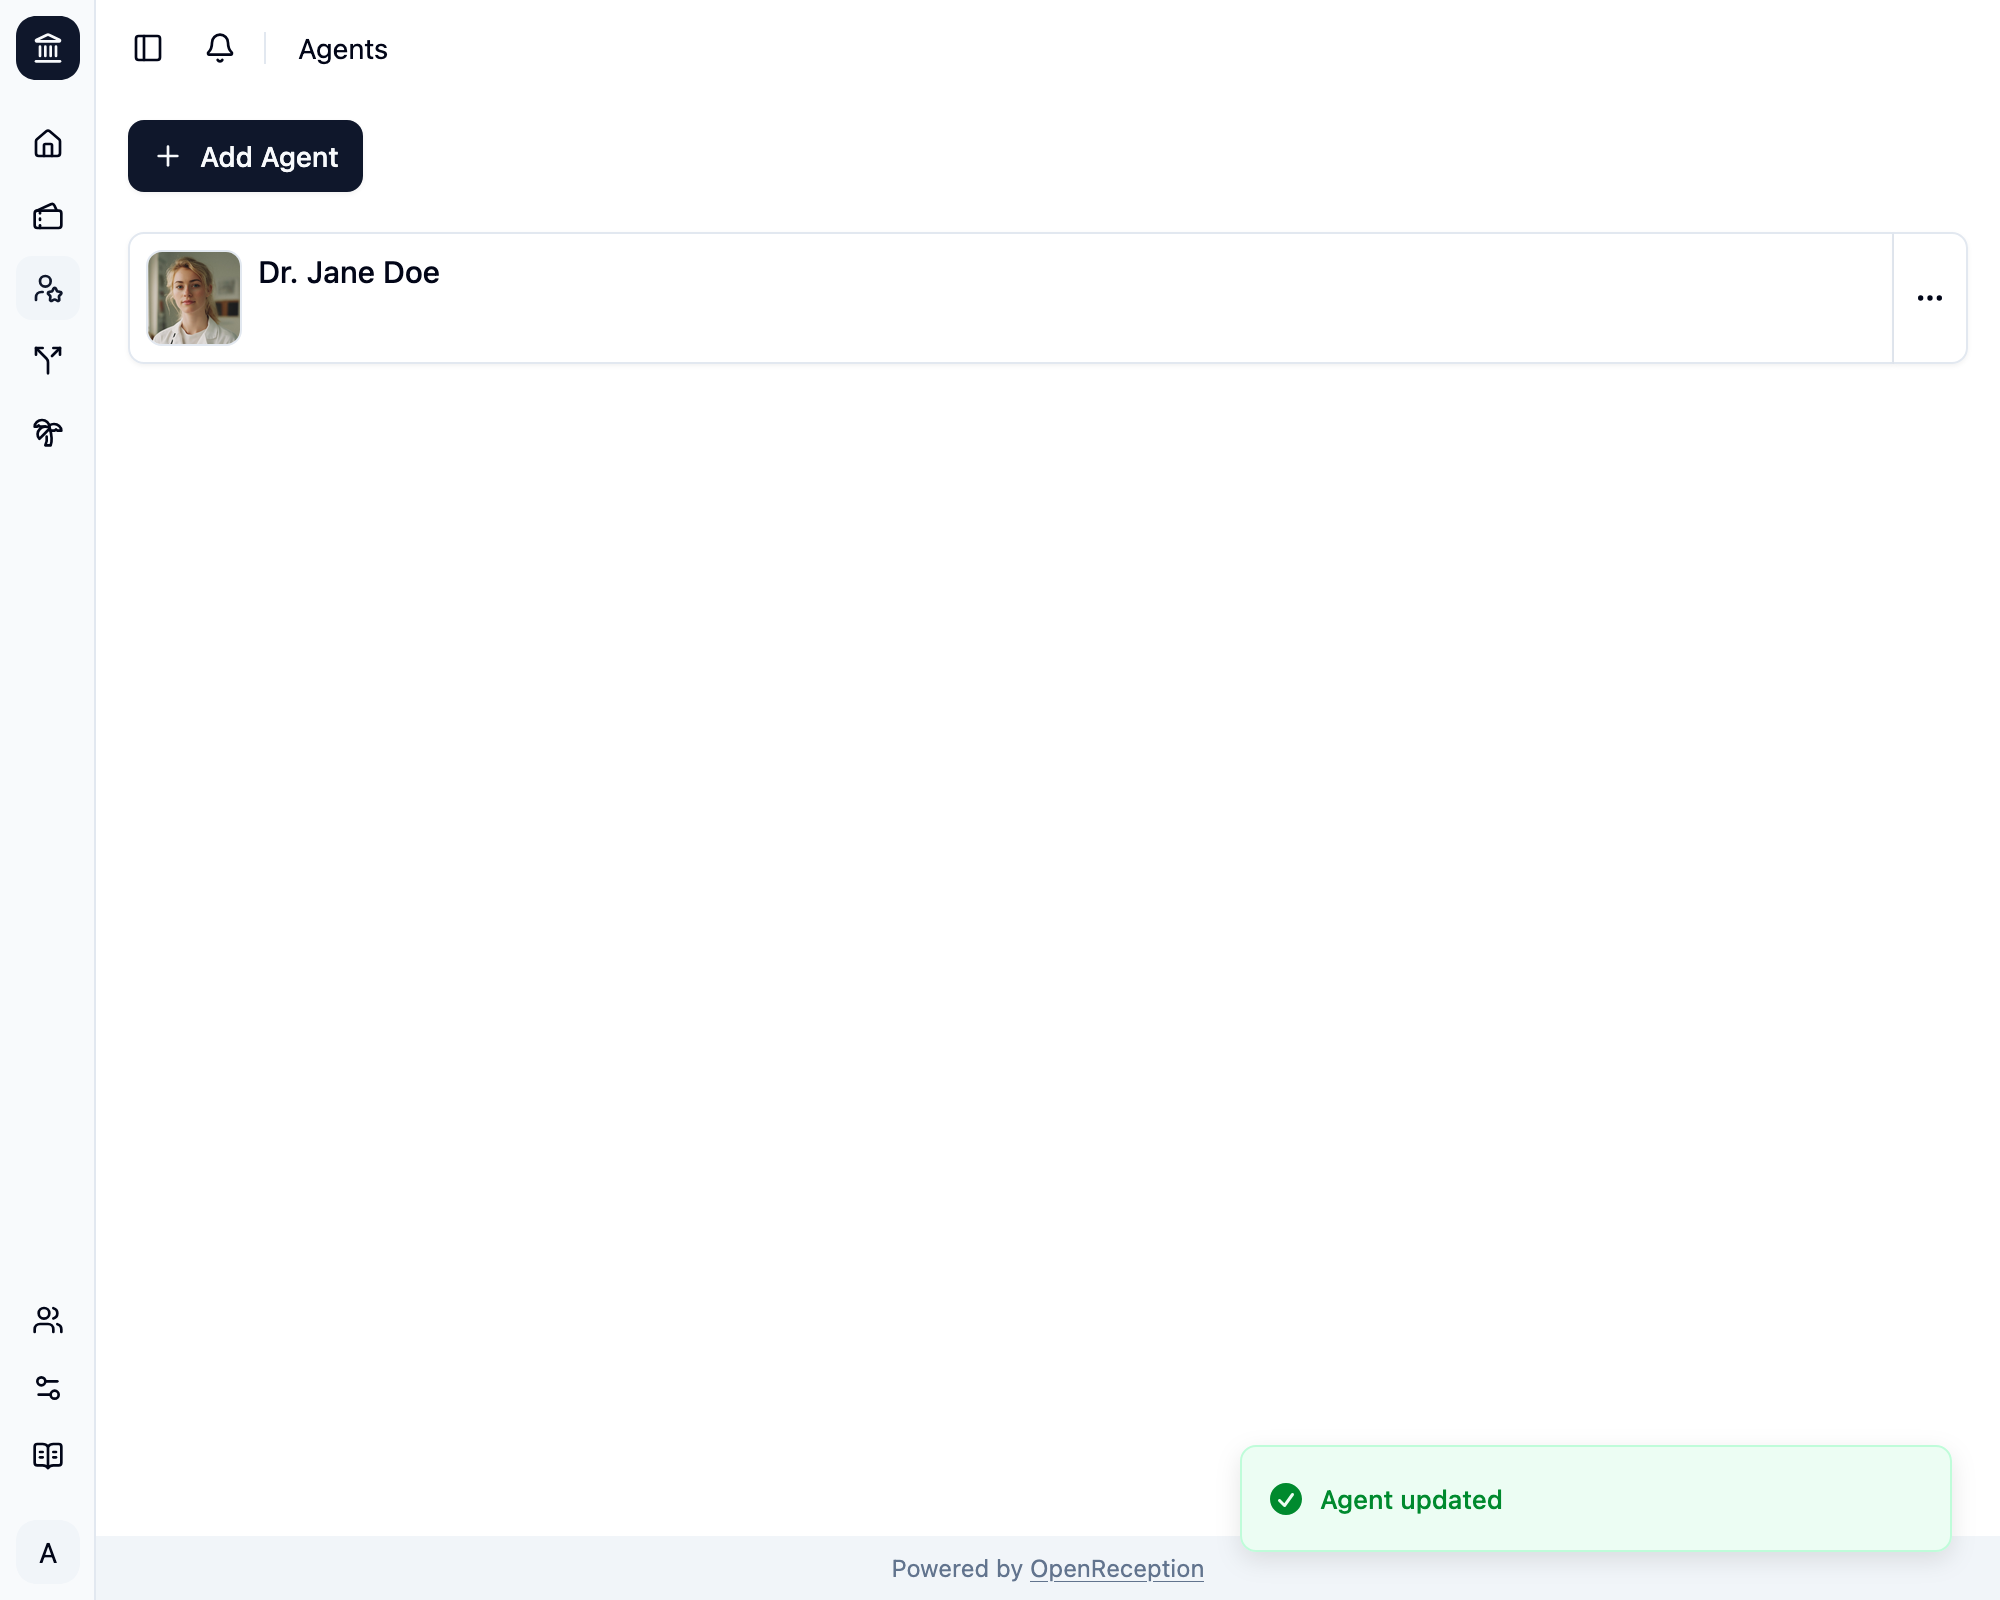 Agents
Add Agent
Dr. Jane Doe
Agent updated
A
Powered by OpenReception